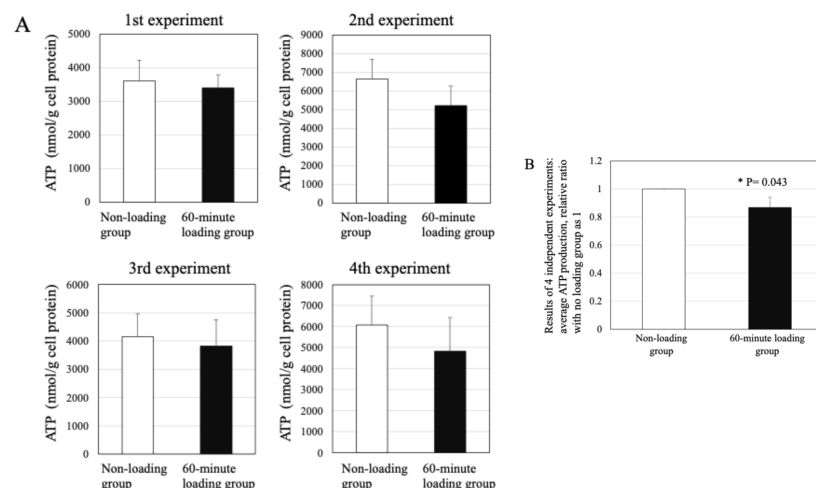 A
1st experiment
ATP (nmol/g cell protein)
5000
4000
3000
2000
1000
0
Non-loading
group
60-minute
loading group
2nd experiment
ATP (nmol/g cell protein)
9000
8000
7000
6000
5000
4000
3000
2000
1000
0
Non-loading
group
60-minute
loading group
3rd experiment
ATP (nmol/g cell protein)
6000
5000
4000
3000
2000
1000
0
Non-loading
group
60-minute
loading group
4th experiment
ATP (nmol/g cell protein)
8000
7000
6000
5000
4000
3000
2000
1000
0
Non-loading
group
60-minute
loading group
B
Results of 4 independent experiments:
average ATP production, relative ratio
with no loading group as 1
1.2
1
0.8
0.6
0.4
0.2
0
* P= 0.043
Non-loading
group
60-minute loading
group